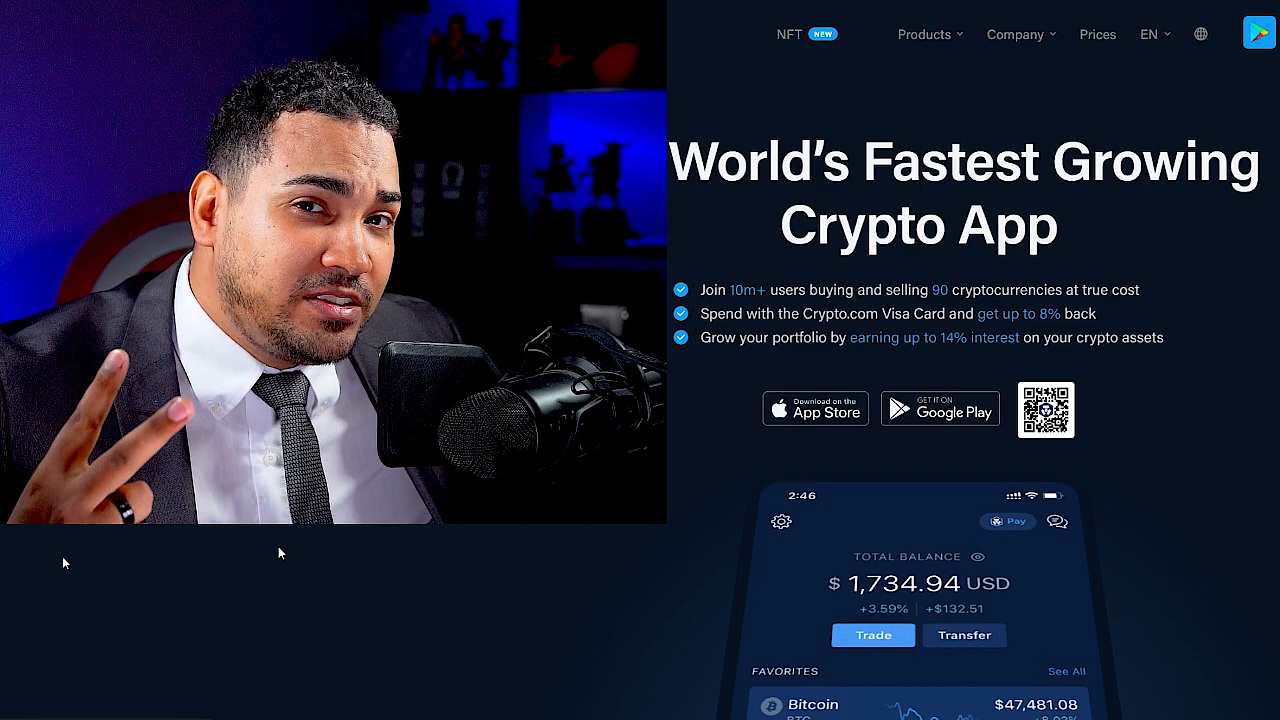 NFT NEW Products Company Prices EN
World's Fastest Growing
Crypto App
Join 10m+ users buying and selling 90 cryptocurrencies at true cost
Spend with the Crypto.com Visa Card and get up to 8% back
Grow your portfolio by earning up to 14% interest on your crypto assets
Download on the
App Store
GET IT ON
Google Play
2:46
Pay
TOTAL BALANCE
$ 1,734.94 USD
+3.59% +$132.51
Trade Transfer
FAVORITES See All
Bitcoin $47,481.08
BTC